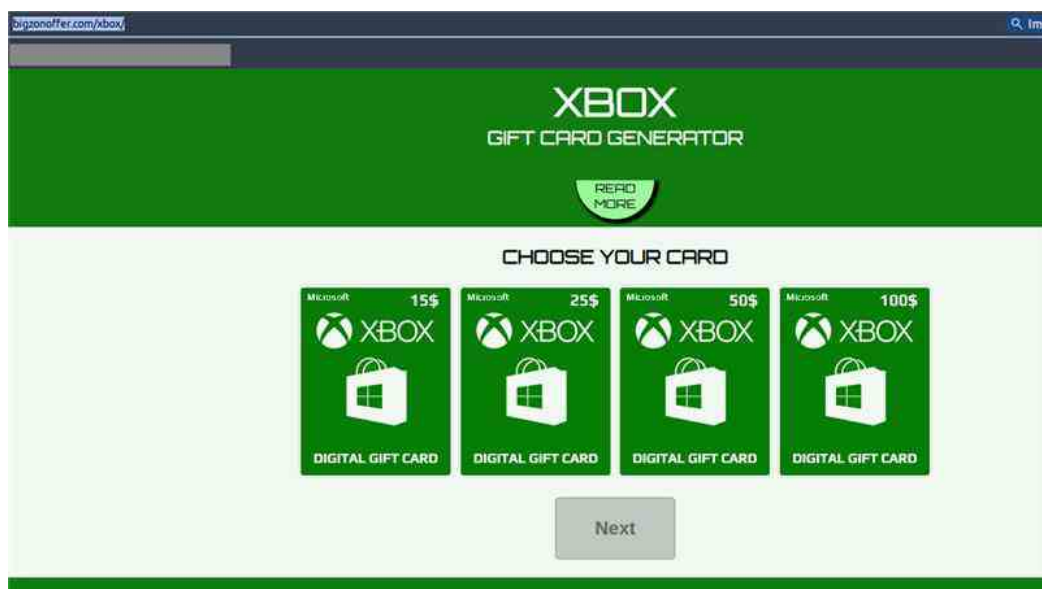 bigzonoffer.com/xbox/
Im
XBOX
GIFT CARD GENERATOR
READ
MORE
CHOOSE YOUR CARD
Microsoft 15$
XBOX
DIGITAL GIFT CARD
Microsoft 25$
XBOX
DIGITAL GIFT CARD
Microsoft 50$
XBOX
DIGITAL GIFT CARD
Microsoft 100$
XBOX
DIGITAL GIFT CARD
Next